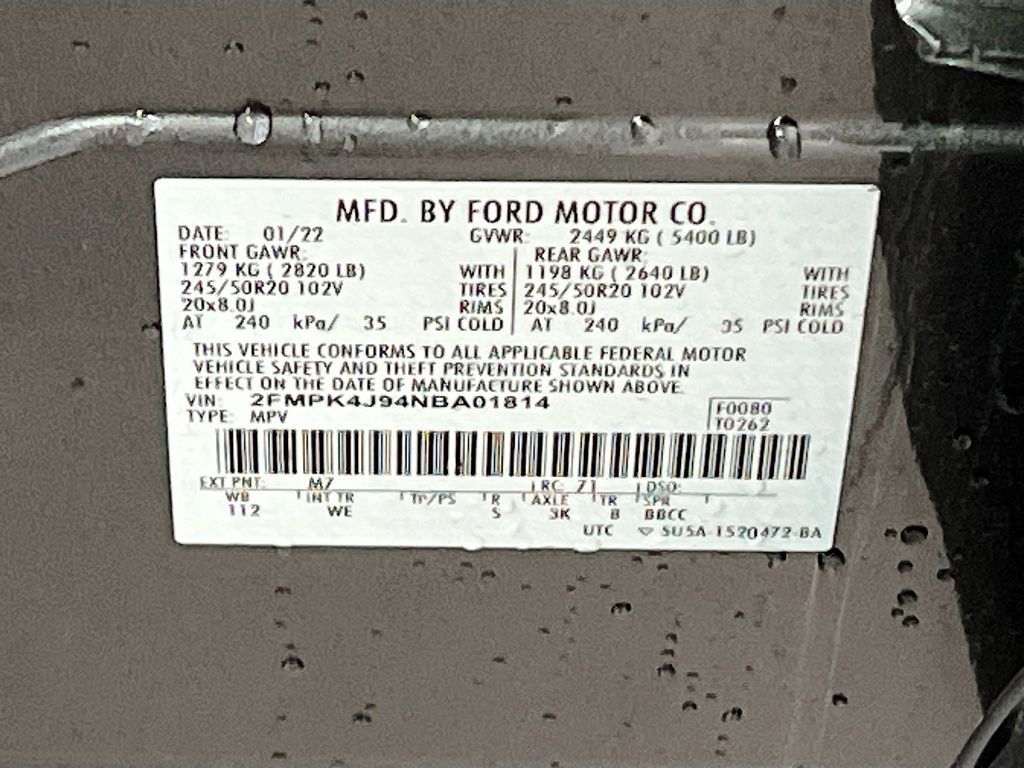 MFD. BY FORD MOTOR CO.
DATE: 01/22 GVWR: 2449 KG ( 5400 LB)
FRONT GAWR: REAR GAWR:
1279 KG ( 2820 LB) WITH 1198 KG ( 2640 LB) WITH
245/50R20 102V TIRES 245/50R20 102V TIRES
20x8.0J RIMS 20x8.0J RIMS
AT 240 kPa/ 35 PSI COLD AT 240 kPa/ 35 PSI COLD
THIS VEHICLE CONFORMS TO ALL APPLICABLE FEDERAL MOTOR
VEHICLE SAFETY AND THEFT PREVENTION STANDARDS IN
EFFECT ON THE DATE OF MANUFACTURE SHOWN ABOVE.
VIN: 2FMPK4J94NBA01814 F0080
TYPE: MPV T0262
EXT PNT: M7 RC: 71 DSO:
WB INT TR TP/PS R AXLE TR SPR
112 WE S 3K 8 BBCC
UTC ▽ 5U5A-1520472-BA